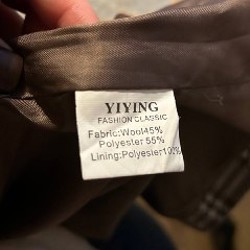 YIYING
FASHION CLASSIC
Fabric:Wool45%
Polyester 55%
Lining:Polyester100%